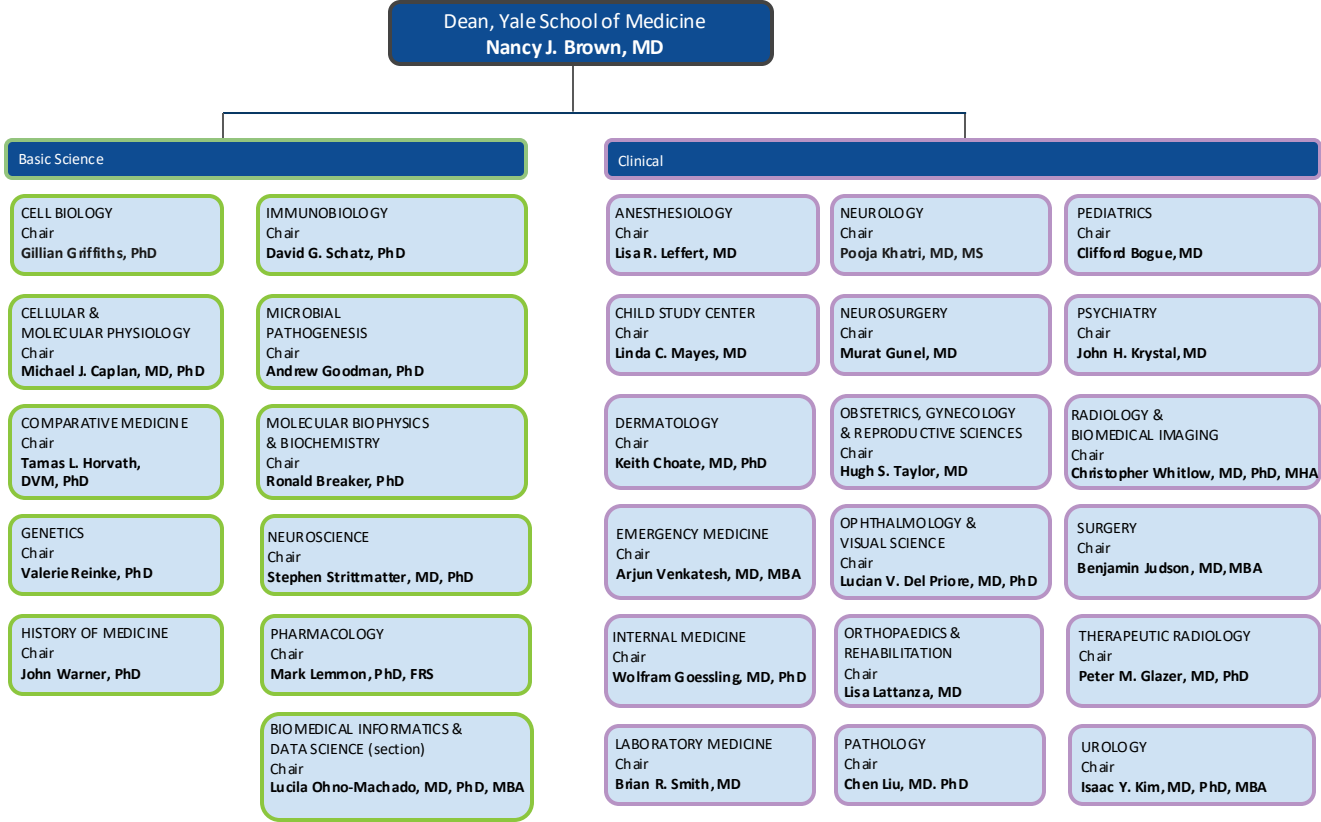 Dean, Yale School of Medicine
Nancy J. Brown, MD
Basic Science
CELL BIOLOGY
Chair
Gillian Griffiths, PhD
CELLULAR &
MOLECULAR PHYSIOLOGY
Chair
Michael J. Caplan, MD, PhD
COMPARATIVE MEDICINE
Chair
Tamas L. Horvath,
DVM, PhD
GENETICS
Chair
Valerie Reinke, PhD
HISTORY OF MEDICINE
Chair
John Warner, PhD
IMMUNOBIOLOGY
Chair
David G. Schatz, PhD
MICROBIAL
PATHOGENESIS
Chair
Andrew Goodman, PhD
MOLECULAR BIOPHYSICS
& BIOCHEMISTRY
Chair
Ronald Breaker, PhD
NEUROSCIENCE
Chair
Stephen Strittmatter, MD, PhD
PHARMACOLOGY
Chair
Mark Lemmon, PhD, FRS
BIOMEDICAL INFORMATICS &
DATA SCIENCE (section)
Chair
Lucila Ohno-Machado, MD, PhD, MBA
Clinical
ANESTHESIOLOGY
Chair
Lisa R. Leffert, MD
CHILD STUDY CENTER
Chair
Linda C. Mayes, MD
DERMATOLOGY
Chair
Keith Choate, MD, PhD
EMERGENCY MEDICINE
Chair
Arjun Venkatesh, MD, MBA
INTERNAL MEDICINE
Chair
Wolfram Goessling, MD, PhD
LABORATORY MEDICINE
Chair
Brian R. Smith, MD
NEUROLOGY
Chair
Pooja Khatri, MD, MS
NEUROSURGERY
Chair
Murat Gunel, MD
OBSTETRICS, GYNECOLOGY
& REPRODUCTIVE SCIENCES
Chair
Hugh S. Taylor, MD
OPHTHALMOLOGY &
VISUAL SCIENCE
Chair
Lucian V. Del Priore, MD, PhD
ORTHOPAEDICS &
REHABILITATION
Chair
Lisa Lattanza, MD
PATHOLOGY
Chair
Chen Liu, MD. PhD
PEDIATRICS
Chair
Clifford Bogue, MD
PSYCHIATRY
Chair
John H. Krystal, MD
RADIOLOGY &
BIOMEDICAL IMAGING
Chair
Christopher Whitlow, MD, PhD, MHA
SURGERY
Chair
Benjamin Judson, MD, MBA
THERAPEUTIC RADIOLOGY
Chair
Peter M. Glazer, MD, PhD
UROLOGY
Chair
Isaac Y. Kim, MD, PhD, MBA